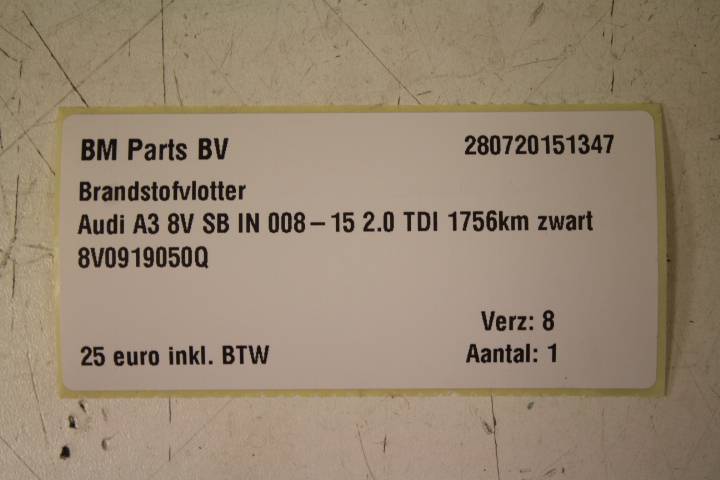 BM Parts BV 280720151347
Brandstofvlotter
Audi A3 8V SB IN 008-15 2.0 TDI 1756km zwart
8V0919050Q
Verz: 8
25 euro inkl. BTW Aantal: 1